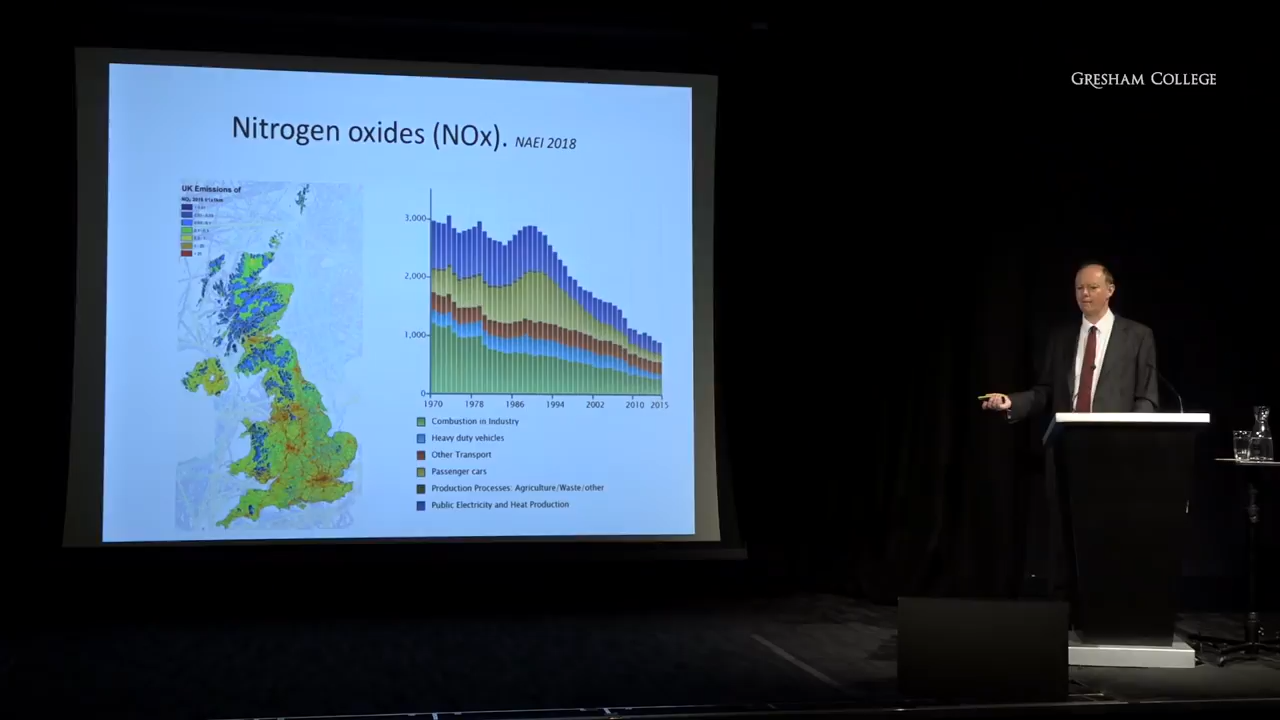 GRESHAM COLLEGE
Nitrogen oxides (NOx). NAEI 2018
UK Emissions of
3,000
2,000
1,000
0
1970 1978 1986 1994 2002 2010 2015
Combustion in Industry
Heavy duty vehicles
Other Transport
Passenger cars
Production Processes: Agriculture/Waste/other
Public Electricity and Heat Production